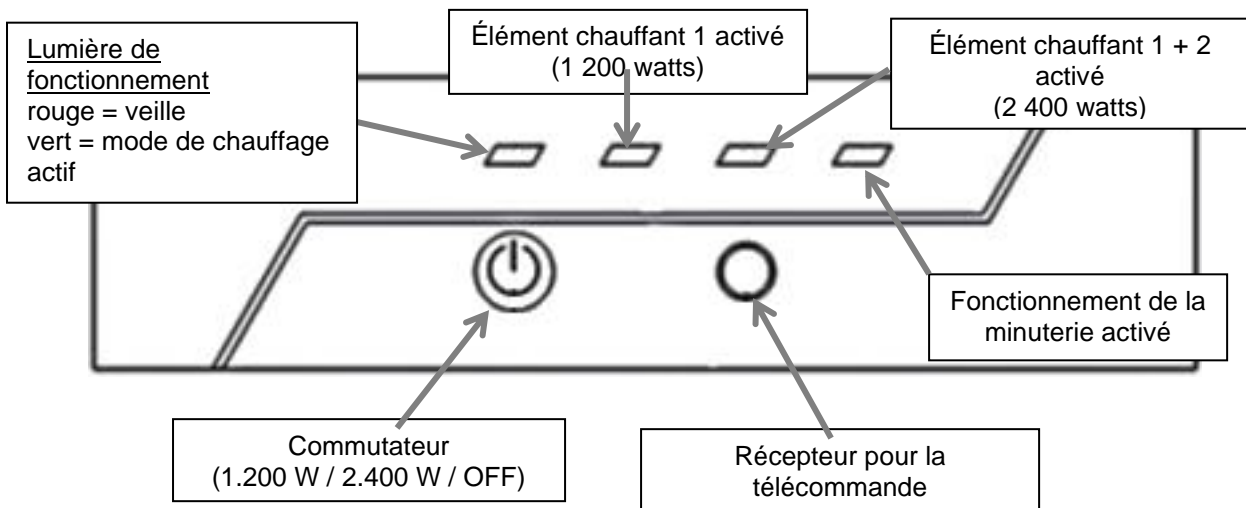 Lumière de
fonctionnement
rouge = veille
vert = mode de chauffage
actif
Élément chauffant 1 activé
(1 200 watts)
Élément chauffant 1 + 2
activé
(2 400 watts)
Fonctionnement de la
minuterie activé
Commutateur
(1.200 W / 2.400 W / OFF)
Récepteur pour la
télécommande